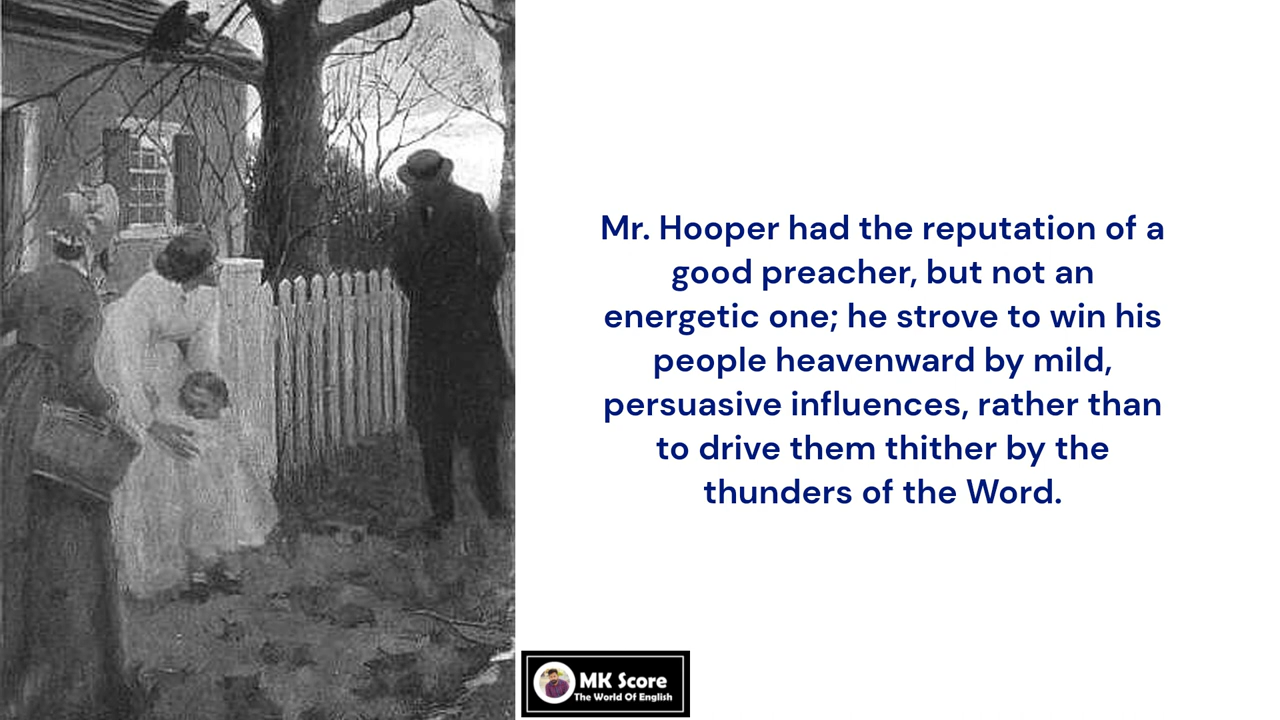 Mr. Hooper had the reputation of a
good preacher, but not an
energetic one; he strove to win his
people heavenward by mild,
persuasive influences, rather than
to drive them thither by the
thunders of the Word.
MK Score
The World Of English